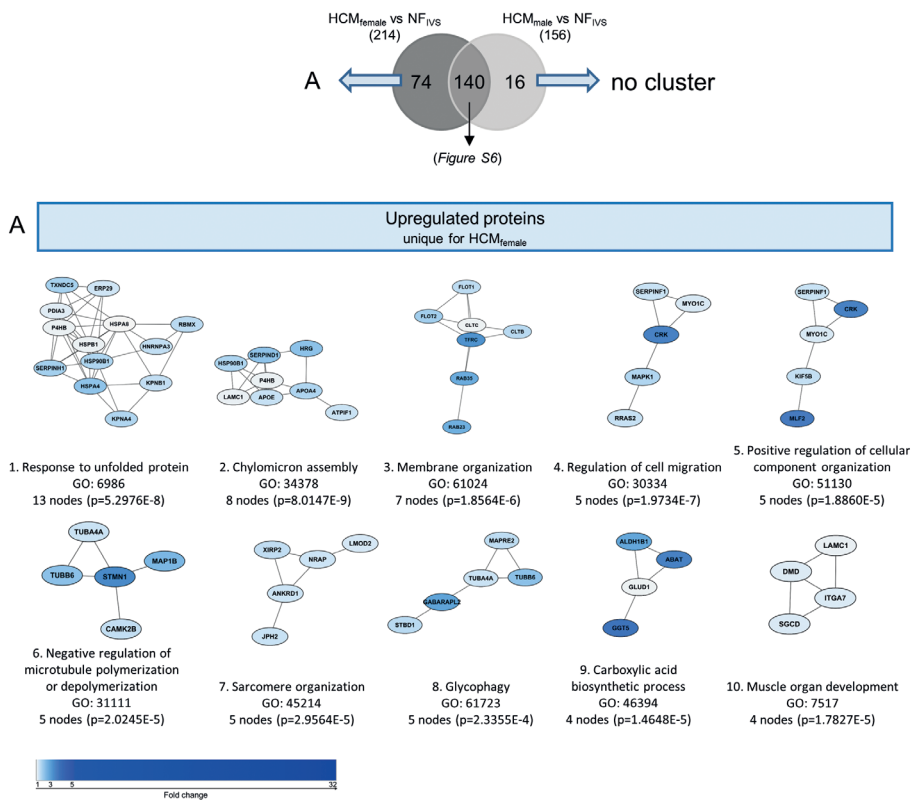 HCMfemale vs NFIVS
(214)
HCMmale vs NFIVS
(156)
A
74
140
16
no cluster
(Figure S6)
A
Upregulated proteins
unique for HCMfemale
TXNDC5
ERP29
PDIA3
P4HB
HSPA8
RBMX
HSPB1
HNRNPA3
SERPINH1
HSP90B1
HSPA4
KPNB1
KPNA4
HRG
SERPIND1
HSP90B1
P4HB
LAMC1
APOE
APOA4
ATPIF1
FLOT1
FLOT2
CLTC
CLTB
TFRC
RAB35
RAB23
SERPINF1
MYO1C
CRK
MAPK1
RRAS2
SERPINF1
CRK
MYO1C
KIF5B
MLF2
1. Response to unfolded protein
GO: 6986
13 nodes (p=5.2976E-8)
2. Chylomicron assembly
GO: 34378
8 nodes (p=8.0147E-9)
3. Membrane organization
GO: 61024
7 nodes (p=1.8564E-6)
4. Regulation of cell migration
GO: 30334
5 nodes (p=1.9734E-7)
5. Positive regulation of cellular
component organization
GO: 51130
5 nodes (p=1.8860E-5)
TUBA4A
MAP1B
TUBB6
STMN1
CAMK2B
XIRP2
LMOD2
NRAP
ANKRD1
JPH2
MAPRE2
TUBA4A
TUBB6
GABARAPL2
STBD1
ALDH1B1
ABAT
GLUD1
GGT5
LAMC1
DMD
ITGA7
SGCD
6. Negative regulation of
microtubule polymerization
or depolymerization
GO: 31111
5 nodes (p=2.0245E-5)
7. Sarcomere organization
GO: 45214
5 nodes (p=2.9564E-5)
8. Glycophagy
GO: 61723
5 nodes (p=2.3355E-4)
9. Carboxylic acid
biosynthetic process
GO: 46394
4 nodes (p=1.4648E-5)
10. Muscle organ development
GO: 7517
4 nodes (p=1.7827E-5)
1 3 5 32
Fold change